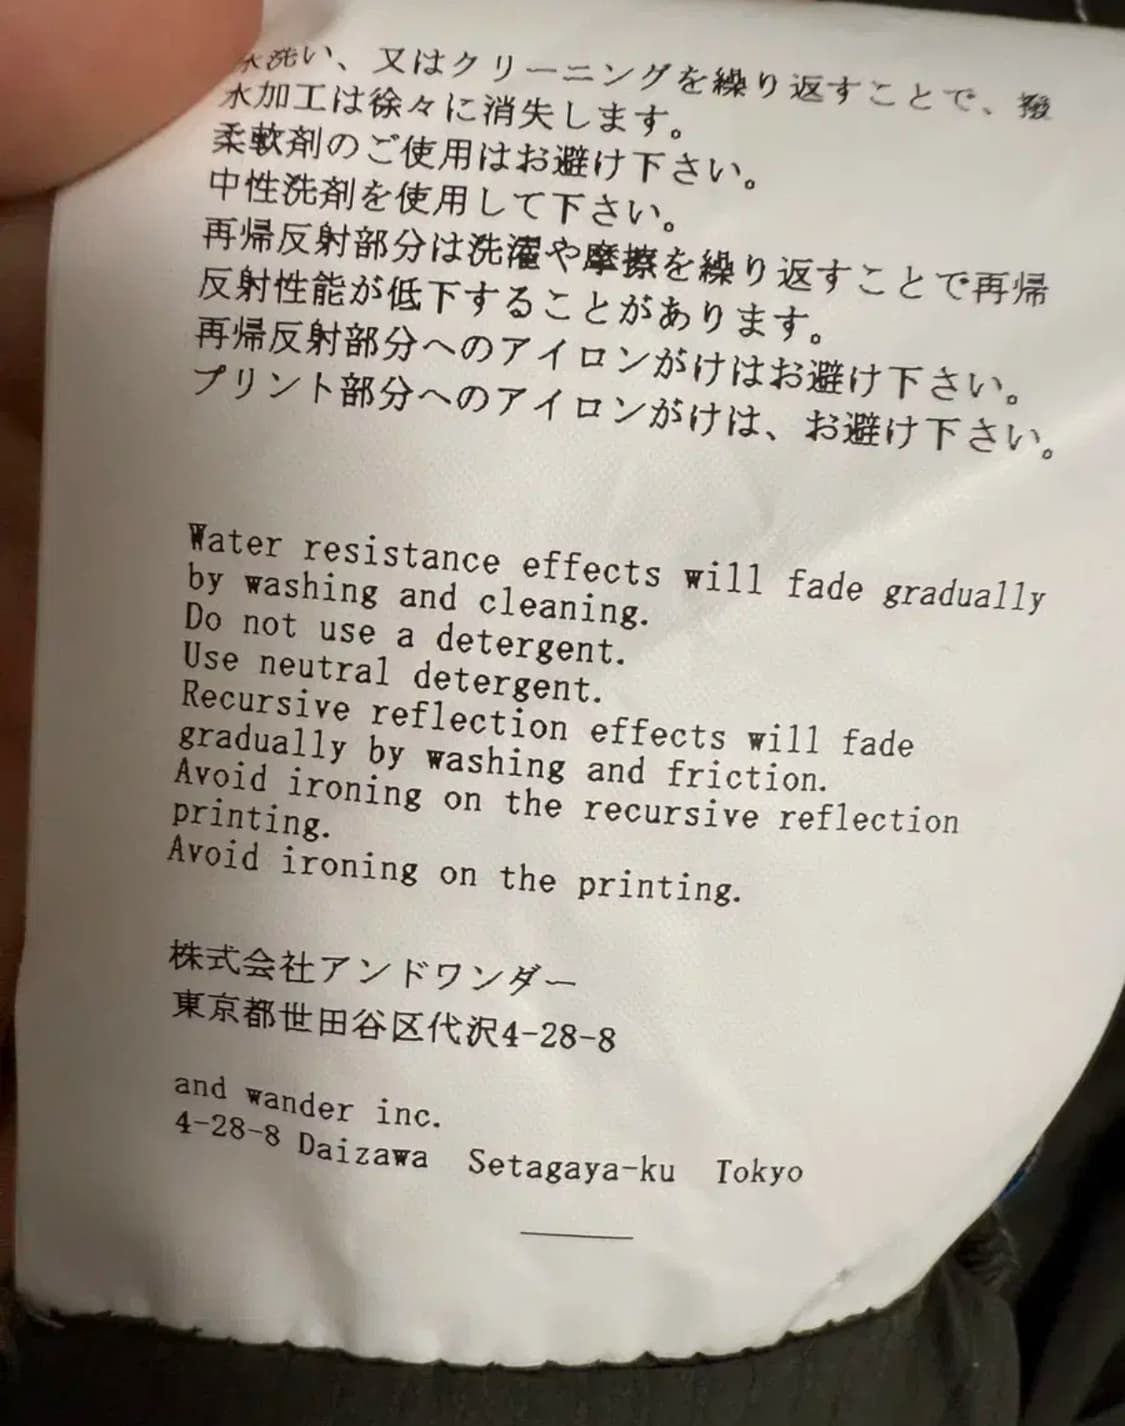 水洗い、又はクリーニングを繰り返すことで、撥
水加工は徐々に消失します。
柔軟剤のご使用はお避け下さい。
中性洗剤を使用して下さい。
再帰反射部分は洗濯や摩擦を繰り返すことで再帰
反射性能が低下することがあります。
再帰反射部分へのアイロンがけはお避け下さい。
プリント部分へのアイロンがけは、お避け下さい。
Water resistance effects will fade gradually
by washing and cleaning.
Do not use a detergent.
Use neutral detergent.
Recursive reflection effects will fade
gradually by washing and friction.
Avoid ironing on the recursive reflection
printing.
Avoid ironing on the printing.
株式会社アンドワンダー
東京都世田谷区代沢4-28-8
and wander inc.
4-28-8 Daizawa Setagaya-ku Tokyo